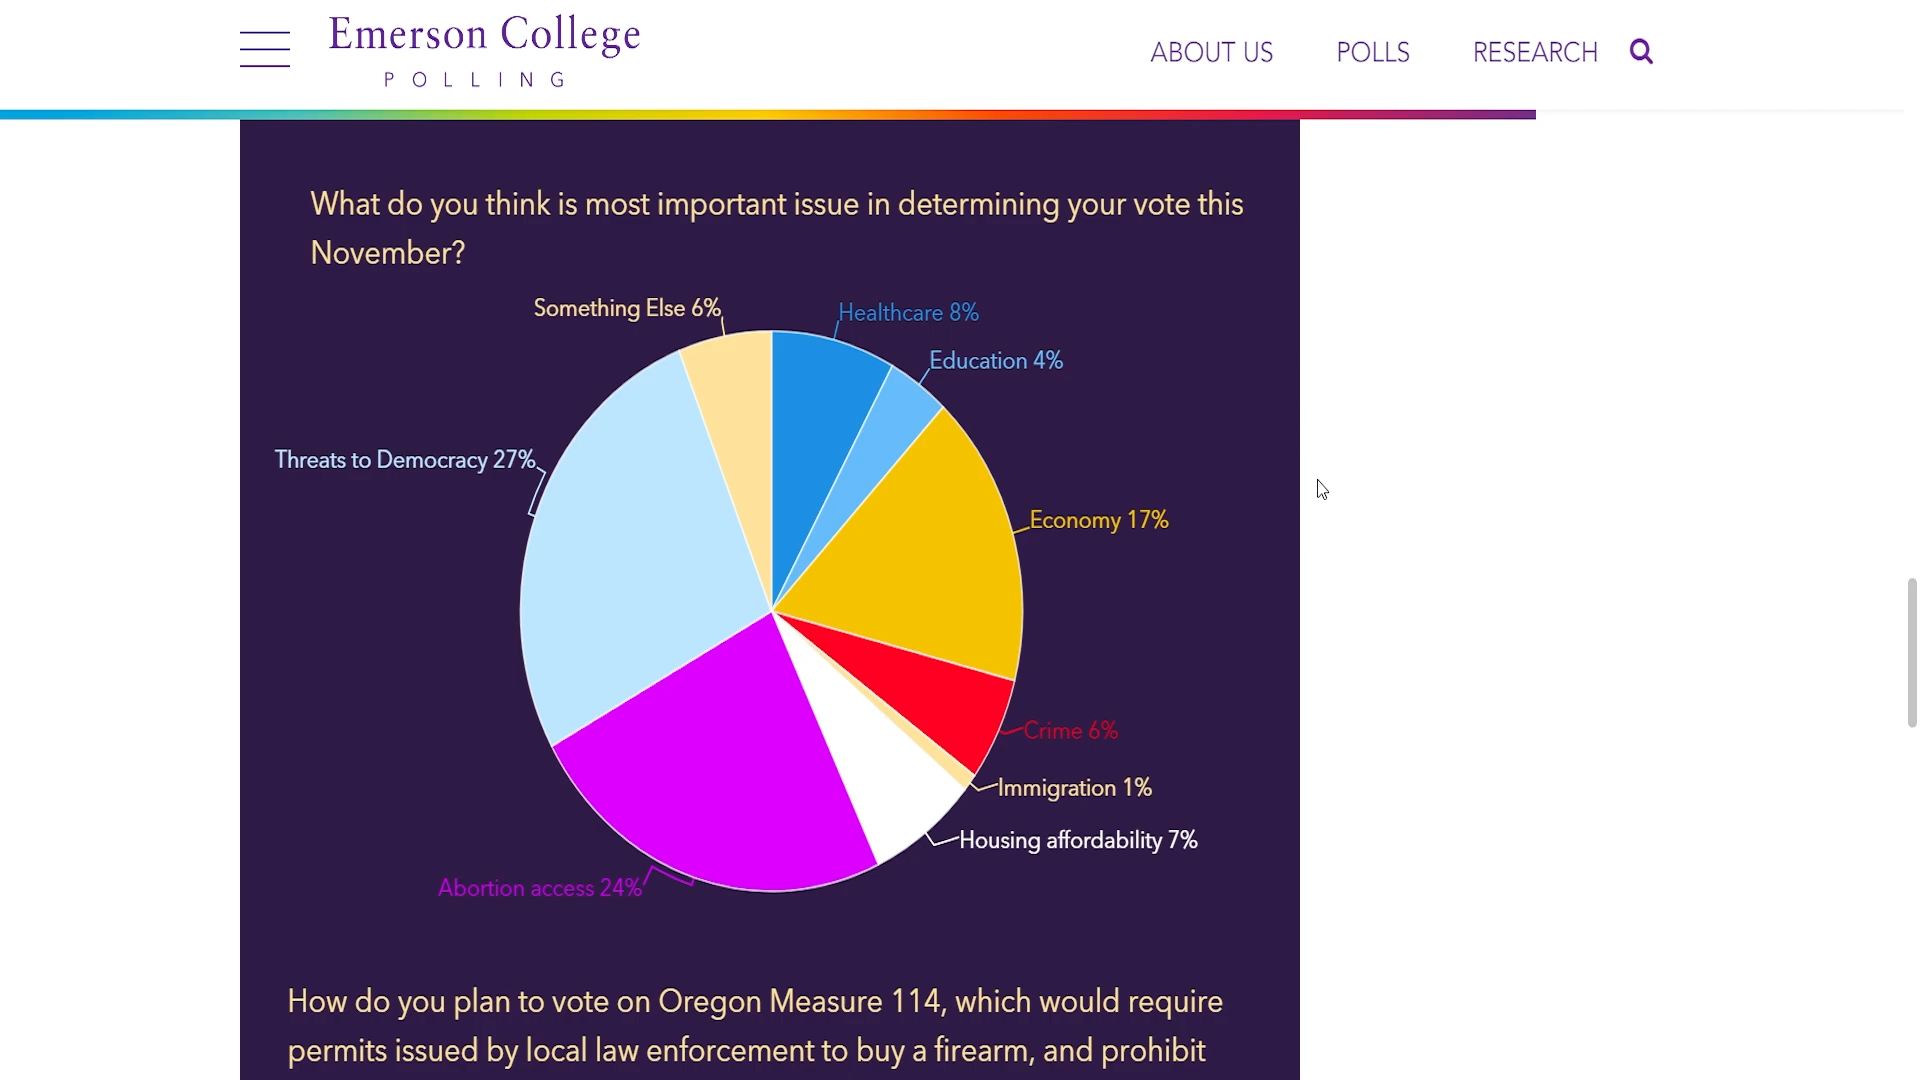 Emerson College
POLLING
ABOUT US
POLLS
RESEARCH
What do you think is most important issue in determining your vote this
November?
Something Else 6%
Healthcare 8%
Education 4%
Threats to Democracy 27%
Economy 17%
Crime 6%
Immigration 1%
Housing affordability 7%
Abortion access 24%
How do you plan to vote on Oregon Measure 114, which would require
permits issued by local law enforcement to buy a firearm, and prohibit